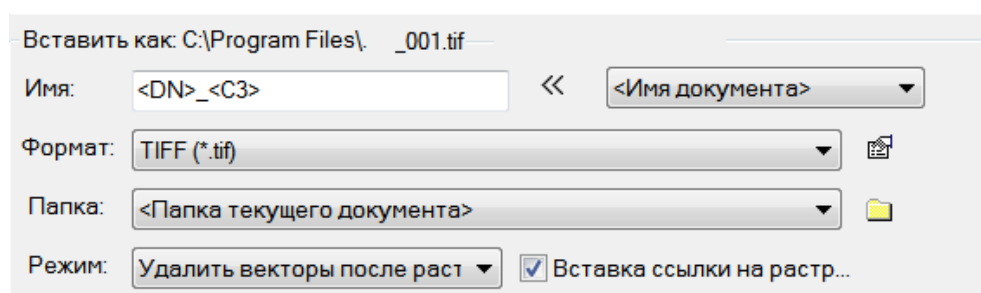 Вставить как: C:\Program Files\. _001.tif
Имя: <DN>_<C3> << <Имя документа>
Формат: TIFF (*.tif)
Папка: <Папка текущего документа>
Режим: Удалить векторы после раст Вставка ссылки на растр...